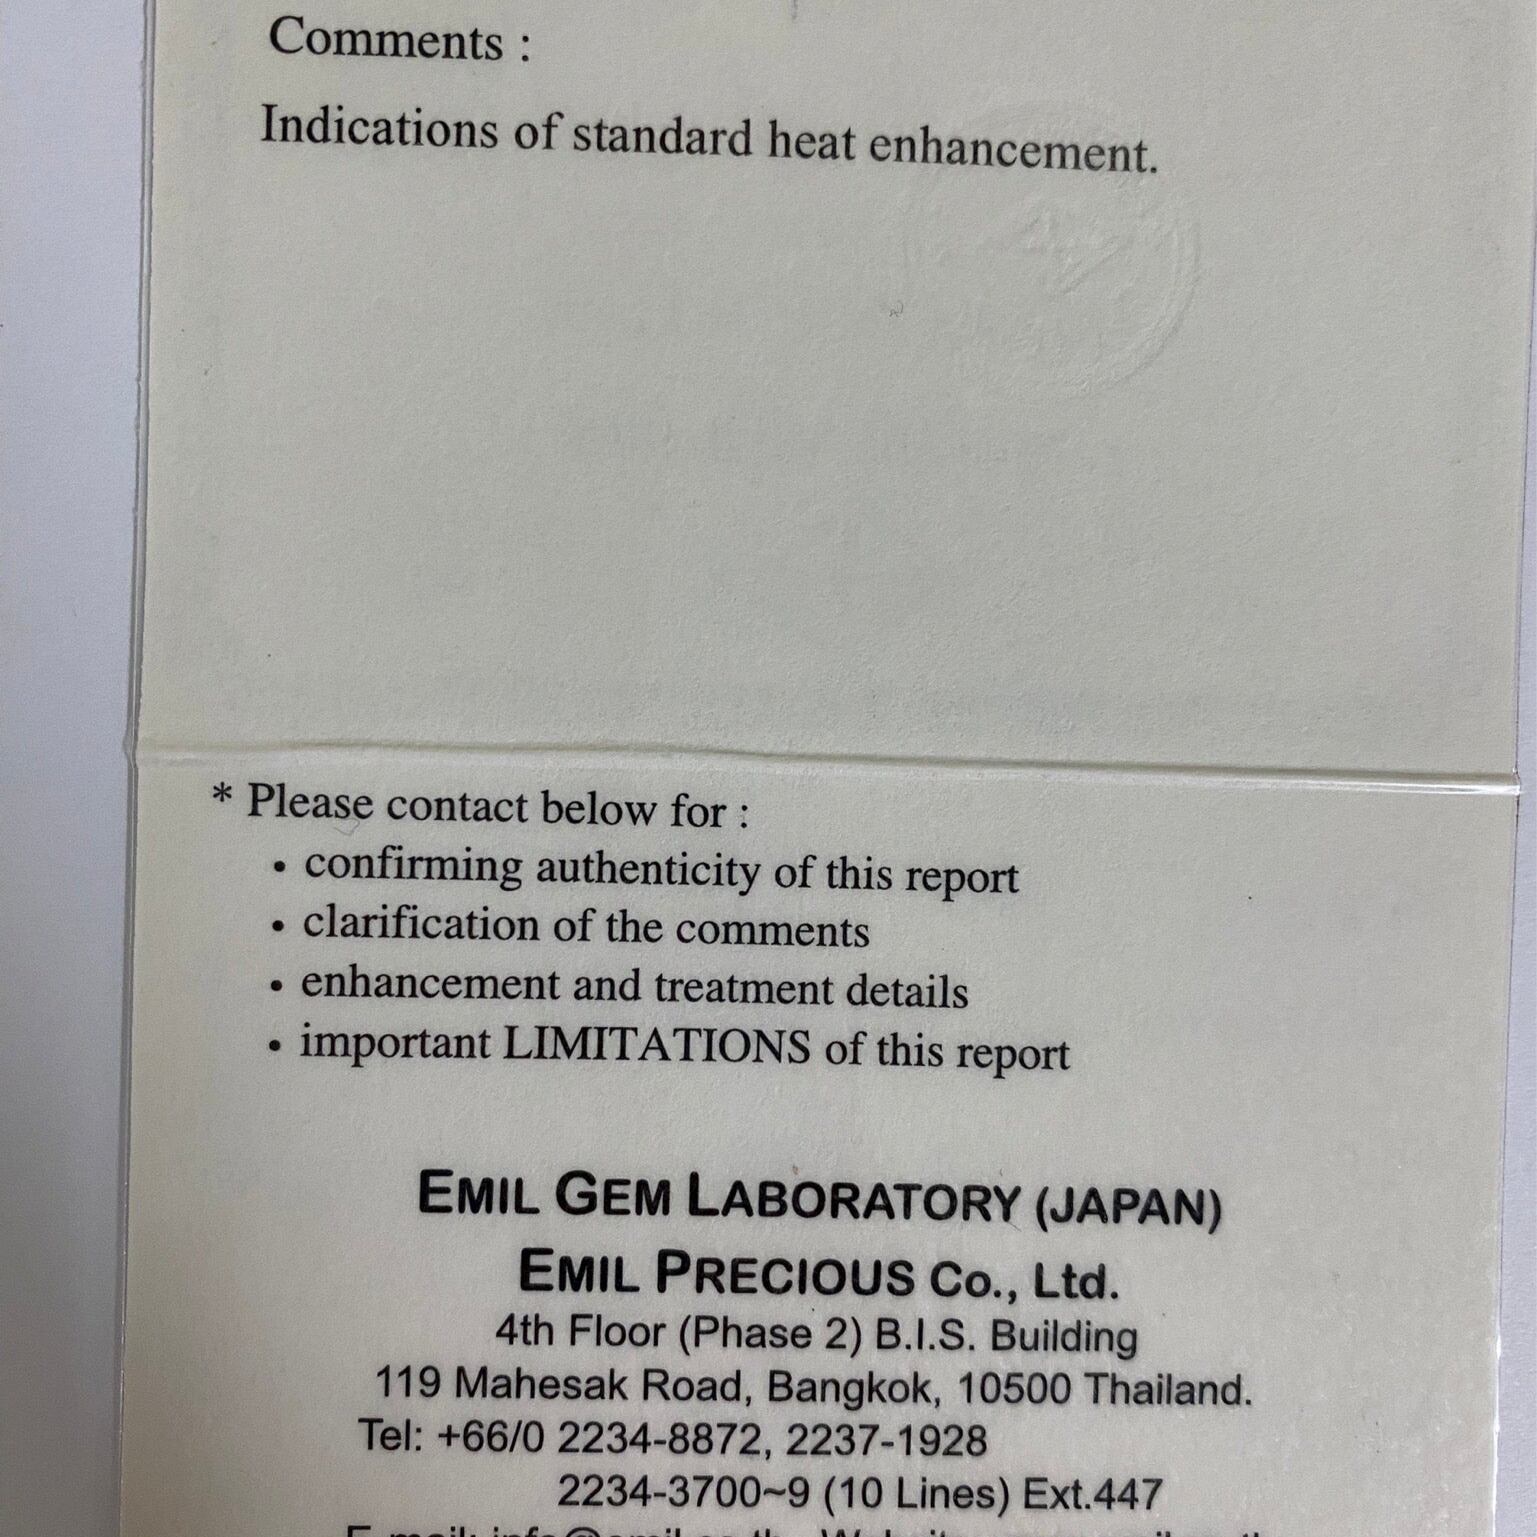 Comments :
Indications of standard heat enhancement.
* Please contact below for :
• confirming authenticity of this report
• clarification of the comments
• enhancement and treatment details
• important LIMITATIONS of this report
EMIL GEM LABORATORY (JAPAN)
EMIL PRECIOUS Co., Ltd.
4th Floor (Phase 2) B.I.S. Building
119 Mahesak Road, Bangkok, 10500 Thailand.
Tel: +66/0 2234-8872, 2237-1928
2234-3700~9 (10 Lines) Ext.447